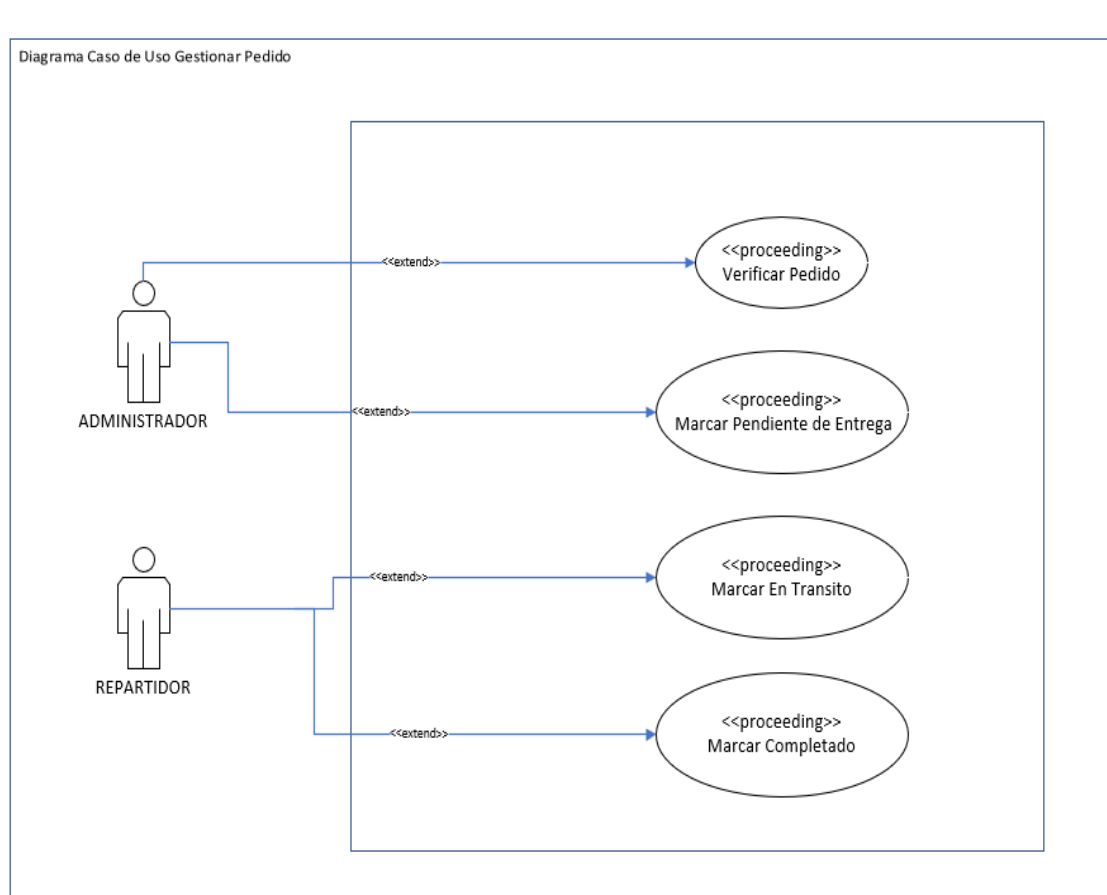 Diagrama Caso de Uso Gestionar Pedido
<<extend>>
<<proceeding>>
Verificar Pedido
ADMINISTRADOR
<<extend>>
<<proceeding>>
Marcar Pendiente de Entrega
<<extend>>
<<proceeding>>
Marcar En Transito
REPARTIDOR
<<extend>>
<<proceeding>>
Marcar Completado